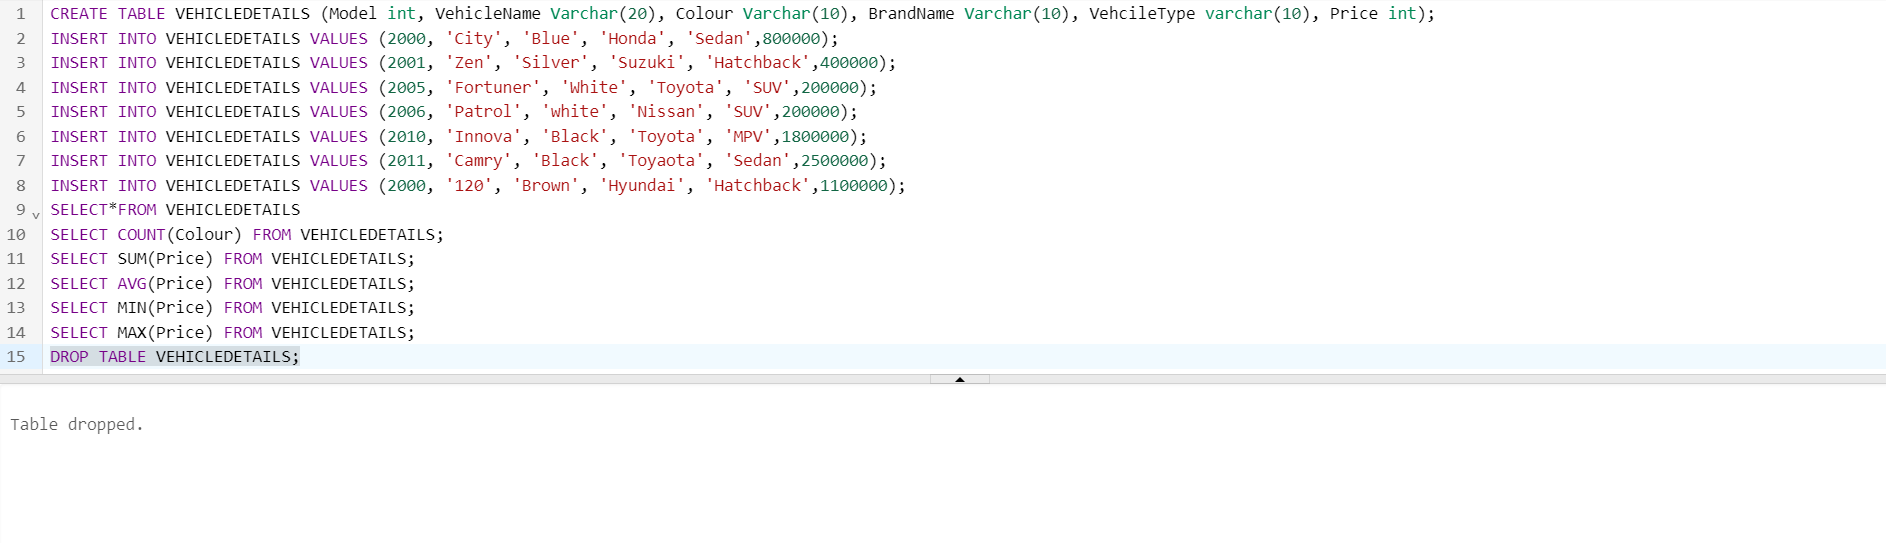 1 CREATE TABLE VEHICLEDETAILS (Model int, VehicleName Varchar(20), Colour Varchar(10), BrandName Varchar(10), VehcileType varchar(10), Price int);
2 INSERT INTO VEHICLEDETAILS VALUES (2000, 'City', 'Blue', 'Honda', 'Sedan',800000);
3 INSERT INTO VEHICLEDETAILS VALUES (2001, 'Zen', 'Silver', 'Suzuki', 'Hatchback',400000);
4 INSERT INTO VEHICLEDETAILS VALUES (2005, 'Fortuner', 'White', 'Toyota', 'SUV',200000);
5 INSERT INTO VEHICLEDETAILS VALUES (2006, 'Patrol', 'white', 'Nissan', 'SUV',200000);
6 INSERT INTO VEHICLEDETAILS VALUES (2010, 'Innova', 'Black', 'Toyota', 'MPV',1800000);
7 INSERT INTO VEHICLEDETAILS VALUES (2011, 'Camry', 'Black', 'Toyaota', 'Sedan',2500000);
8 INSERT INTO VEHICLEDETAILS VALUES (2000, '120', 'Brown', 'Hyundai', 'Hatchback',1100000);
9 SELECT*FROM VEHICLEDETAILS
10 SELECT COUNT(Colour) FROM VEHICLEDETAILS;
11 SELECT SUM(Price) FROM VEHICLEDETAILS;
12 SELECT AVG(Price) FROM VEHICLEDETAILS;
13 SELECT MIN(Price) FROM VEHICLEDETAILS;
14 SELECT MAX(Price) FROM VEHICLEDETAILS;
15 DROP TABLE VEHICLEDETAILS;
Table dropped.